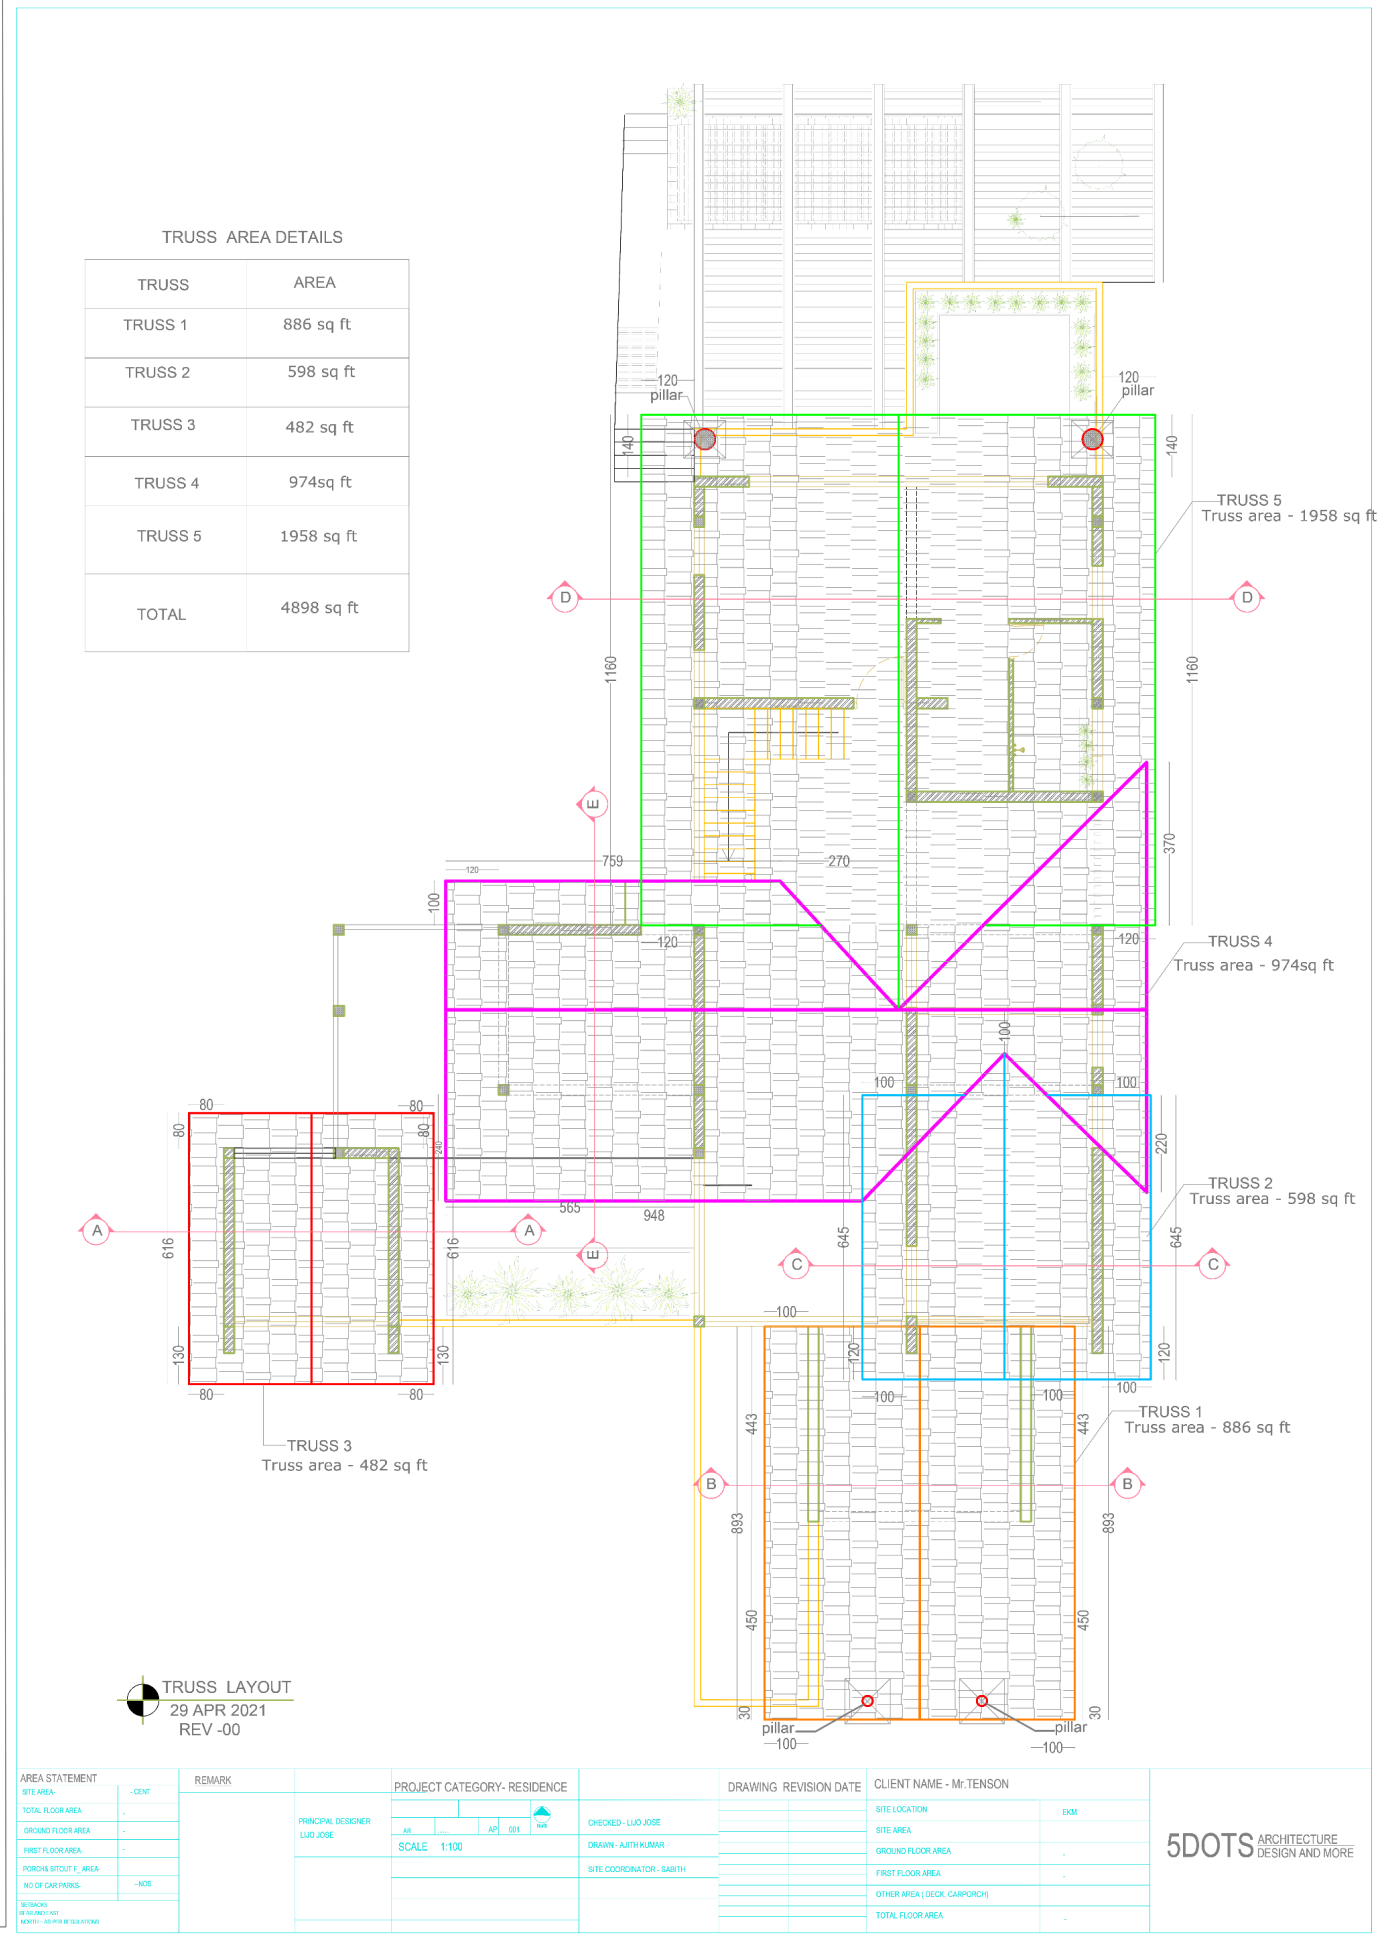 TRUSS AREA DETAILS
TRUSS AREA
TRUSS 1 886 sq ft
TRUSS 2 598 sq ft
TRUSS 3 482 sq ft
TRUSS 4 974sq ft
TRUSS 5 1958 sq ft
TOTAL 4898 sq ft
120
pillar
120
pillar
140
140
TRUSS 5
Truss area - 1958 sq ft
D
D
1160
1160
E
370
759
270
120
100
120
120
TRUSS 4
Truss area - 974sq ft
100
100
100
80
80
80
80
240
220
TRUSS 2
Truss area - 598 sq ft
565
948
A
A
616
616
645
645
E
C
C
100
130
130
120
120
80
80
100
100
100
443
443
TRUSS 1
Truss area - 886 sq ft
TRUSS 3
Truss area - 482 sq ft
B
B
893
893
450
450
30
30
pillar
pillar
100
100
TRUSS LAYOUT
29 APR 2021
REV -00
AREA STATEMENT
SITE AREA- - CENT
TOTAL FLOOR AREA -
GROUND FLOOR AREA -
FIRST FLOOR AREA- -
PORCH& SITOUT F_ AREA-
NO.OF CAR PARKS- --NOS
SETBACKS
NORTH - AS PER REGULATIONS
REMARK
PRINCIPAL DESIGNER
LIJO JOSE
PROJECT CATEGORY- RESIDENCE
AR ..... AP 001
SCALE 1:100
CHECKED - LIJO JOSE
DRAWN - AJITH KUMAR
SITE COORDINATOR - SABITH
DRAWING REVISION DATE
CLIENT NAME - Mr.TENSON
SITE LOCATION EKM
SITE AREA
GROUND FLOOR AREA -
FIRST FLOOR AREA -
OTHER AREA ( DECK, CARPORCH)
TOTAL FLOOR AREA -
5DOTS ARCHITECTURE
DESIGN AND MORE